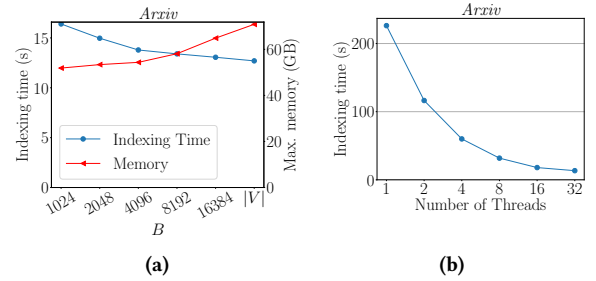 Arxiv
Indexing time (s)
15
10
5
0
Indexing Time
Memory
60
40
20
0
Max. memory (GB)
1024
2048
4096
8192
16384
|V|
B
(a)
Arxiv
Indexing time (s)
200
100
0
1
2
4
8
16
32
Number of Threads
(b)